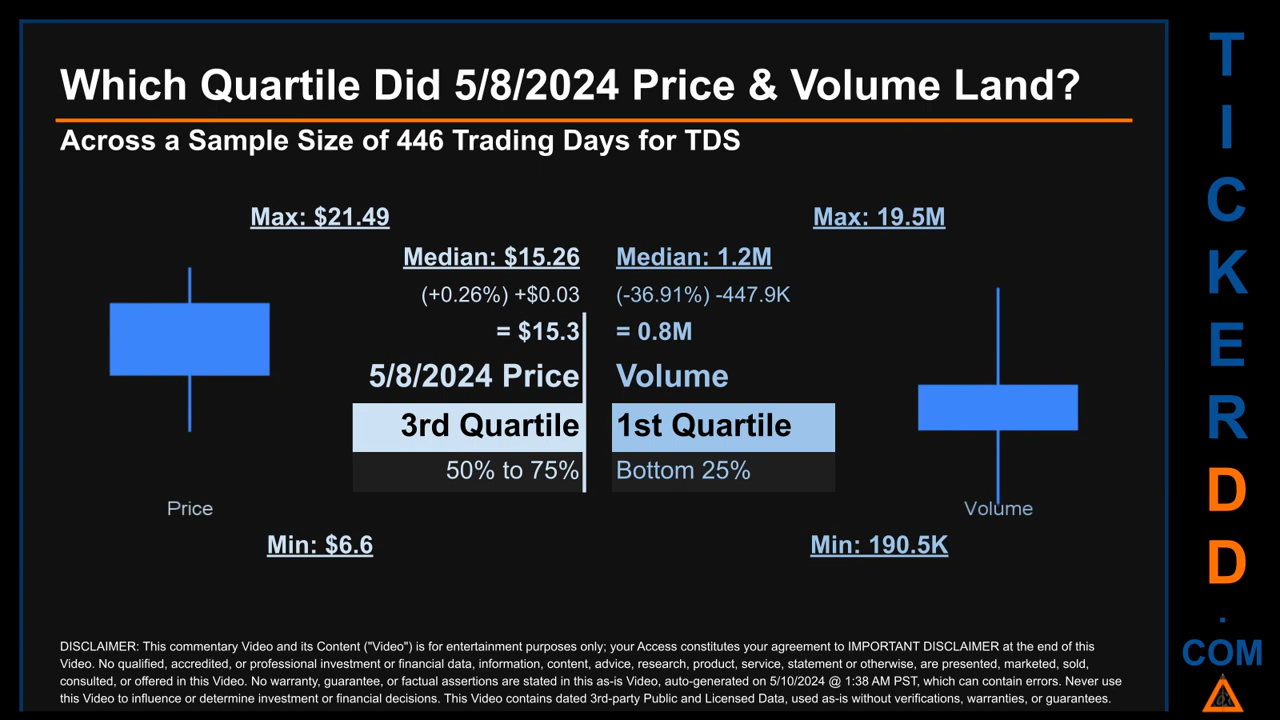 Which Quartile Did 5/8/2024 Price & Volume Land?
Across a Sample Size of 446 Trading Days for TDS
Max: $21.49
Max: 19.5M
Median: $15.26
Median: 1.2M
(+0.26%) +$0.03
(-36.91%) -447.9K
= $15.3
= 0.8M
5/8/2024 Price
Volume
3rd Quartile
1st Quartile
50% to 75%
Bottom 25%
Price
Volume
Min: $6.6
Min: 190.5K
DISCLAIMER: This commentary Video and its Content ("Video") is for entertainment purposes only; your Access constitutes your agreement to IMPORTANT DISCLAIMER at the end of this
Video. No qualified, accredited, or professional investment or financial data, information, content, advice, research, product, service, statement or otherwise, are presented, marketed, sold,
consulted, or offered in this Video. No warranty, guarantee, or factual assertions are stated in this as-is Video, auto-generated on 5/10/2024 @ 1:38 AM PST, which can contain errors. Never use
this Video to influence or determine investment or financial decisions. This Video contains dated 3rd-party Public and Licensed Data, used as-is without verifications, warranties, or guarantees.
T
I
C
K
E
R
D
D
.
COM